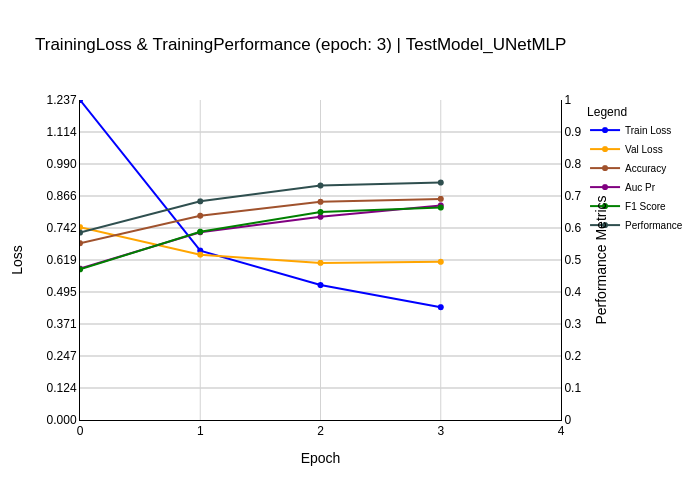 TrainingLoss & TrainingPerformance (epoch: 3) | TestModel_UNetMLP
1.237
1.114
0.990
0.866
0.742
0.619
0.495
0.371
0.247
0.124
0.000
Loss
0
1
2
3
4
Epoch
1
0.9
0.8
0.7
0.6
0.5
0.4
0.3
0.2
0.1
0
Performance Metrics
Legend
Train Loss
Val Loss
Accuracy
Auc Pr
F1 Score
Performance